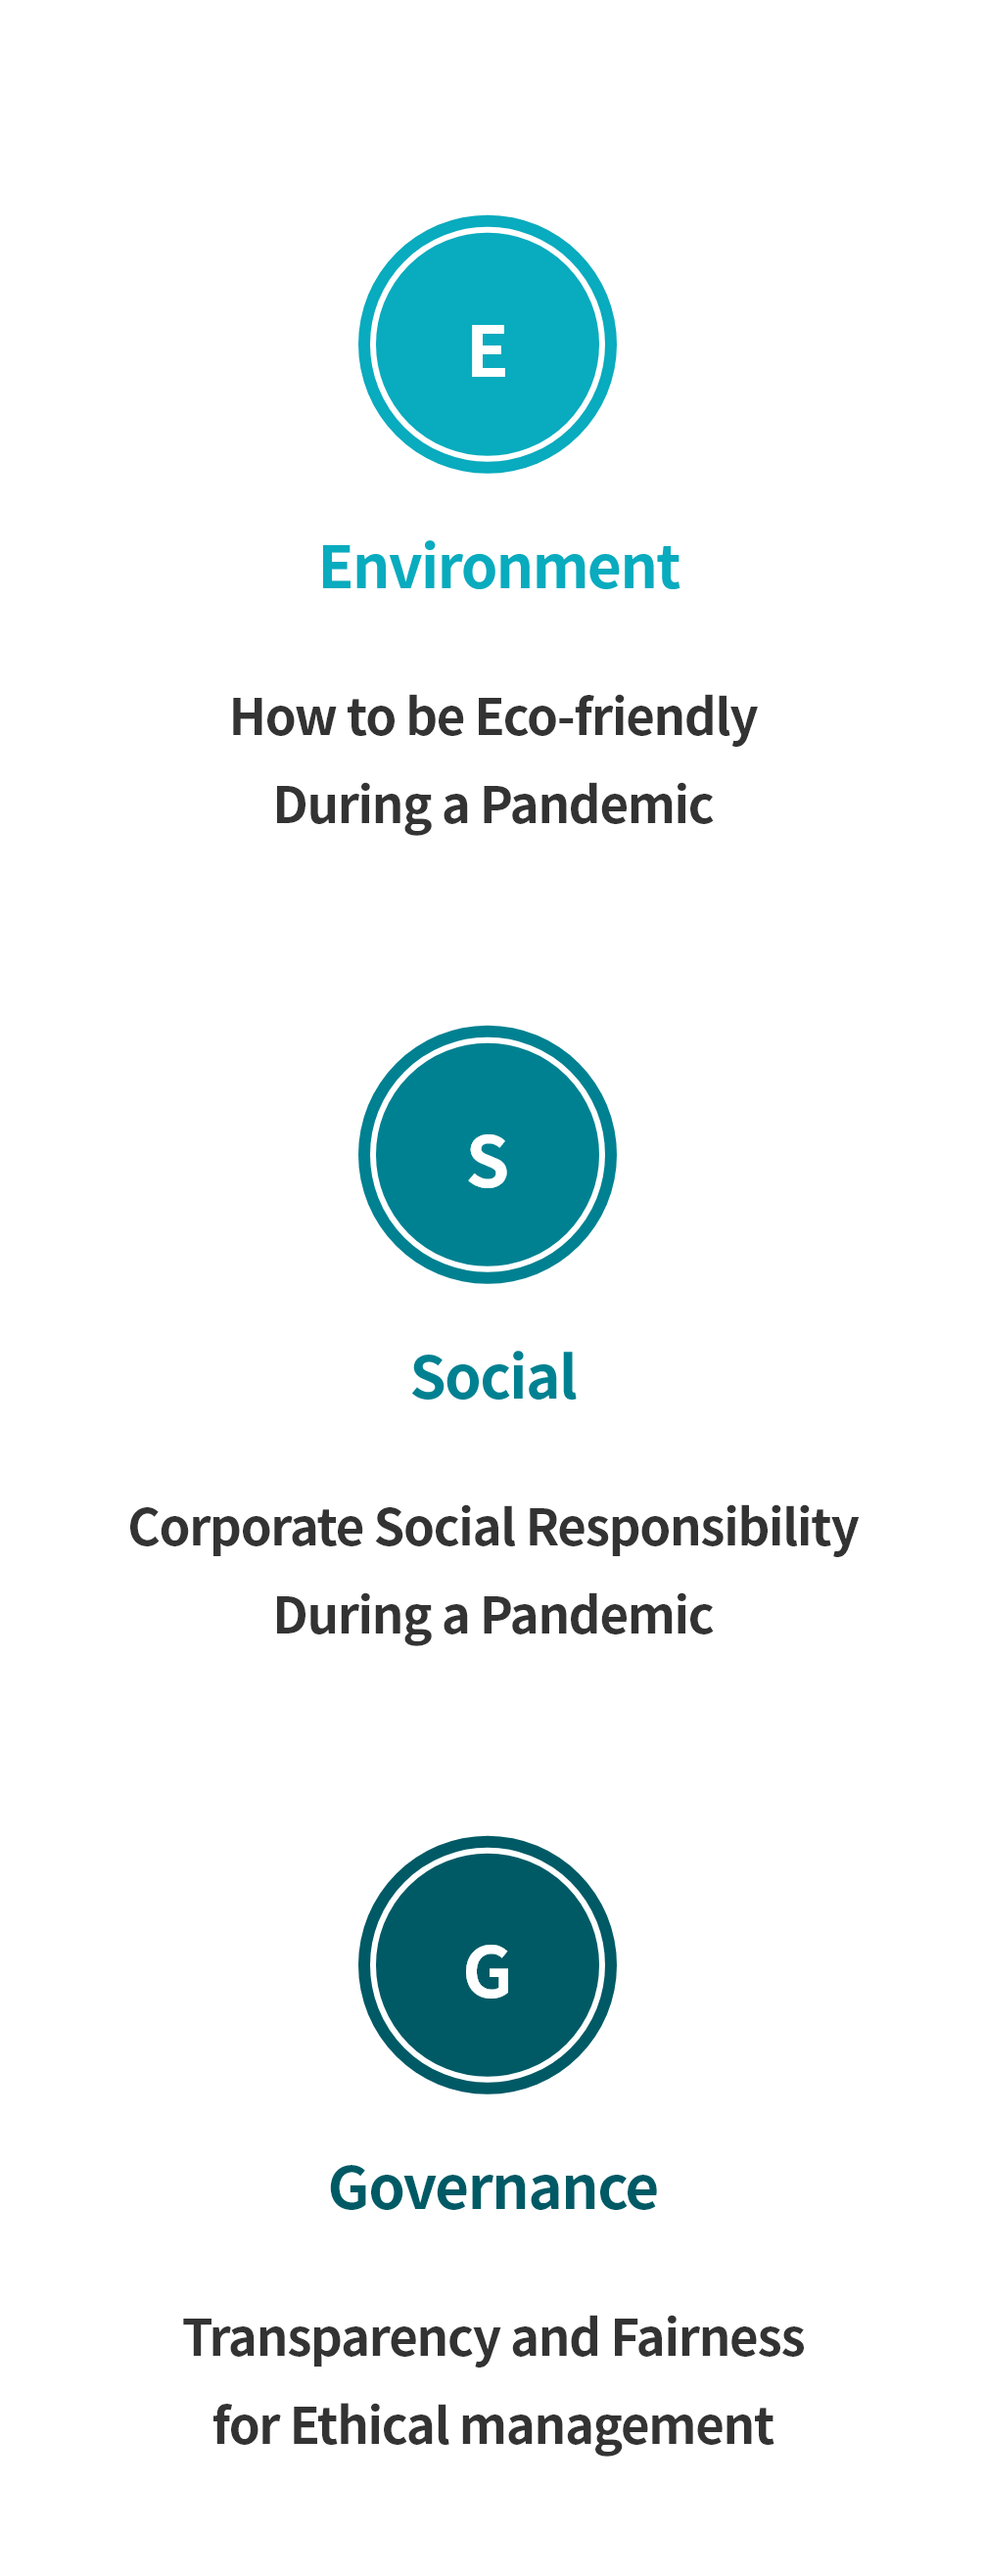 E
Environment
How to be Eco-friendly
During a Pandemic
S
Social
Corporate Social Responsibility
During a Pandemic
G
Governance
Transparency and Fairness
for Ethical management